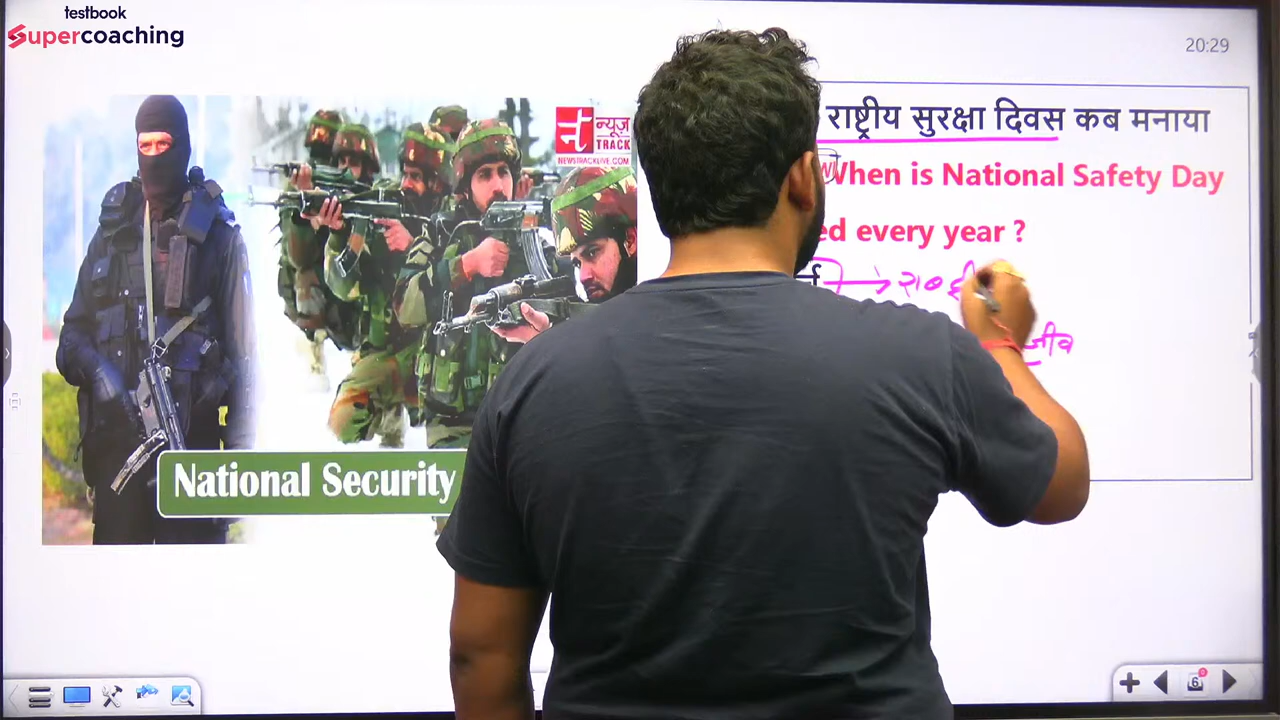 testbook
Supercoaching
20:29
न्यूज़
TRACK
NEWSTRACKLIVE.COM
राष्ट्रीय सुरक्षा दिवस कब मनाया
When is National Safety Day
ed every year ?
National Security
6